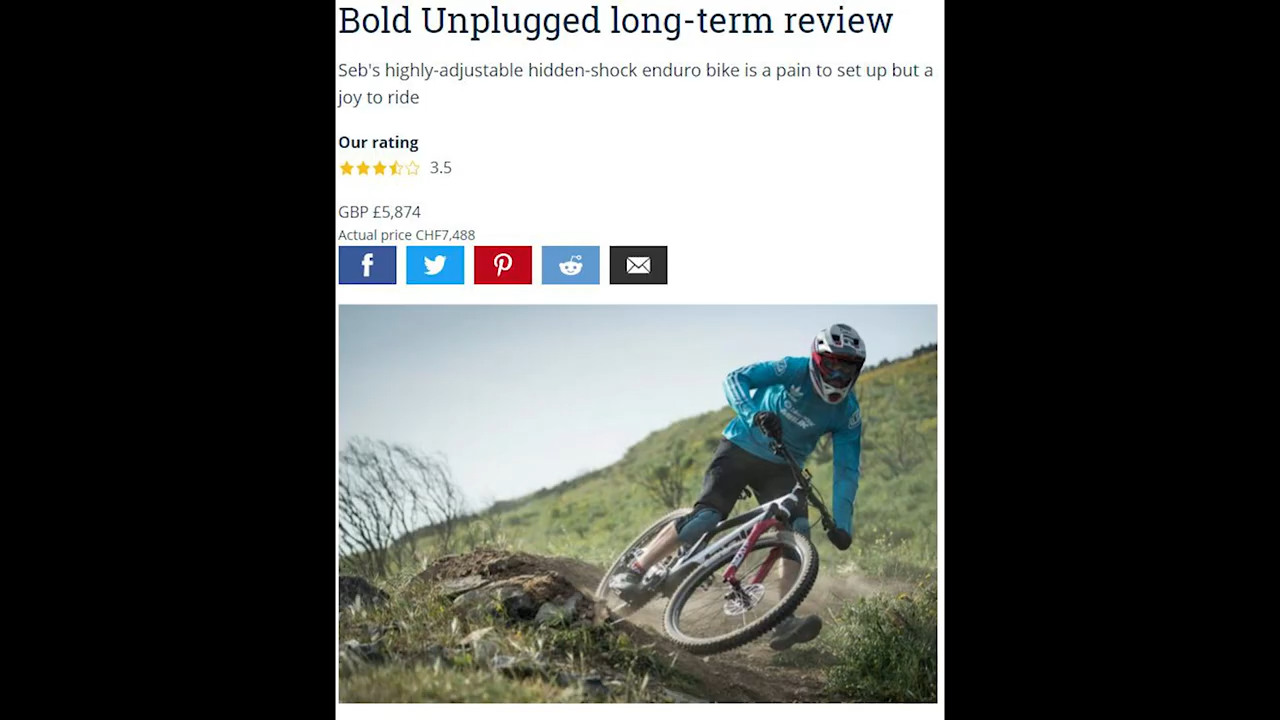 Bold Unplugged long-term review
Seb's highly-adjustable hidden-shock enduro bike is a pain to set up but a
joy to ride
Our rating
3.5
GBP £5,874
Actual price CHF7,488